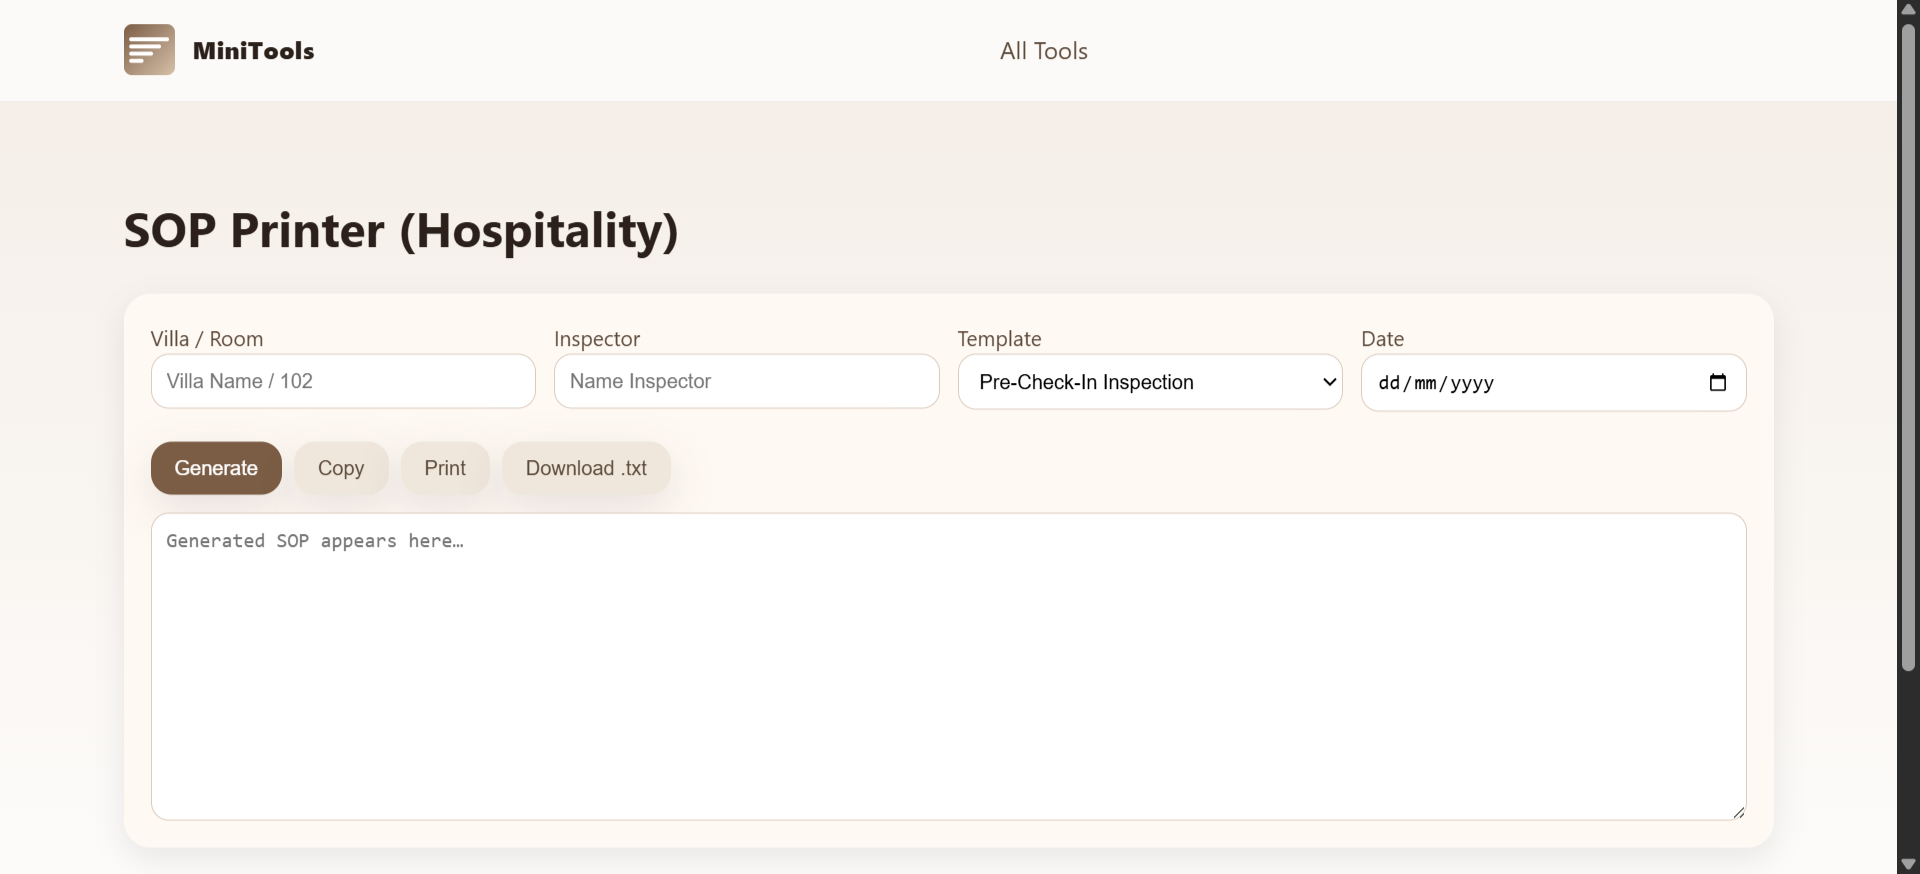 MiniTools
All Tools
SOP Printer (Hospitality)
Villa / Room
Villa Name / 102
Inspector
Name Inspector
Template
Pre-Check-In Inspection
Date
dd/mm/yyyy
Generate
Copy
Print
Download .txt
Generated SOP appears here…